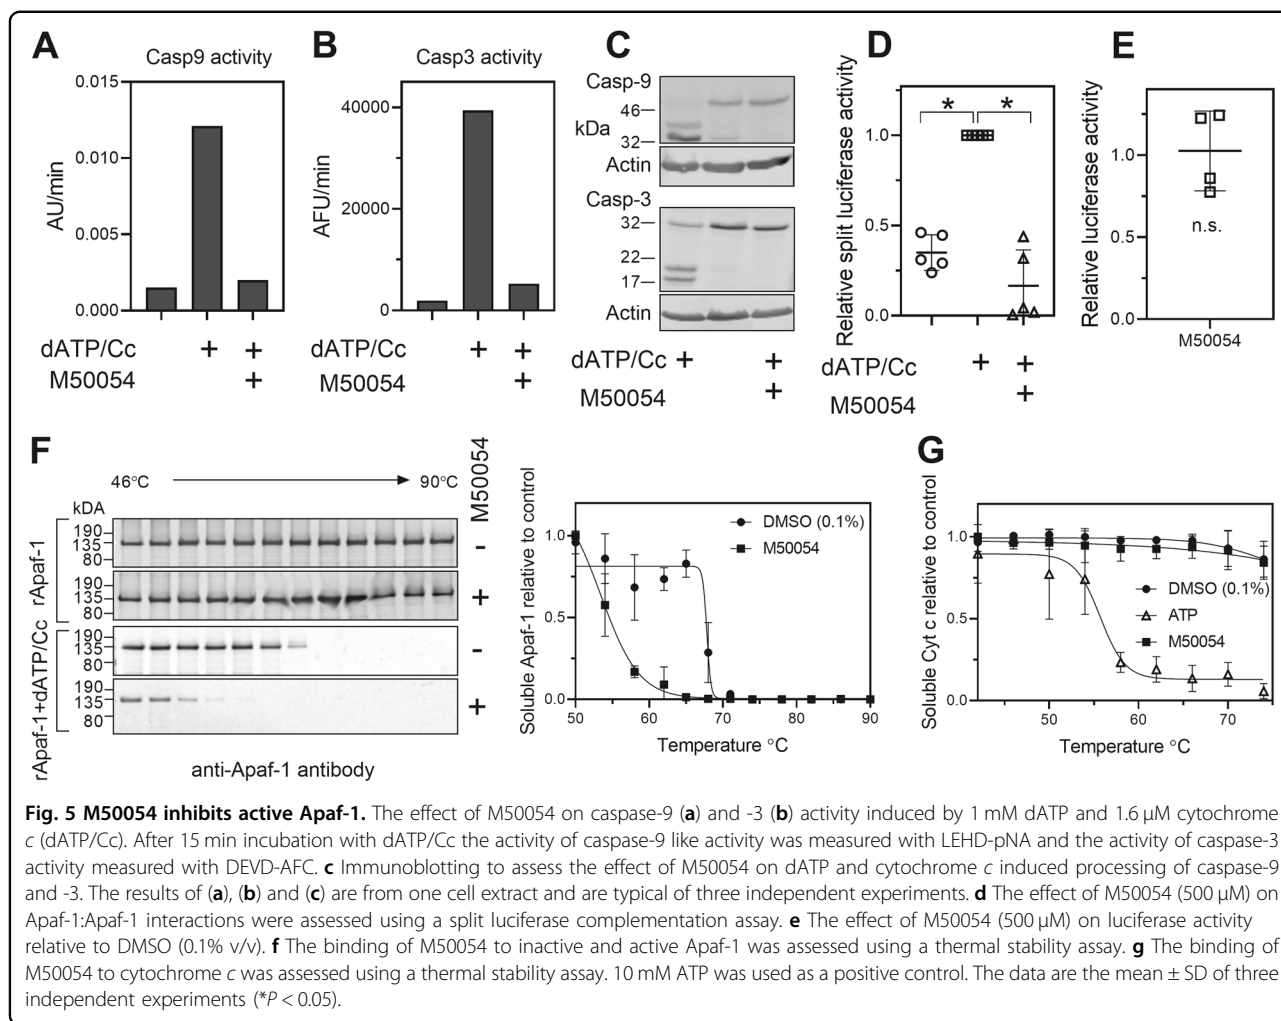 A
Casp9 activity
0.015
0.010
0.005
0.000
AU/min
dATP/Cc + +
M50054 +
B
Casp3 activity
40000
20000
0
AFU/min
dATP/Cc + +
M50054 +
C
Casp-9
46
kDa
32
Actin
Casp-3
32
22
17
Actin
dATP/Cc + +
M50054 +
D
Relative split luciferase activity
* *
1.0
0.5
0.0
dATP/Cc + +
M50054 +
E
Relative luciferase activity
1.0
0.5
0.0
n.s.
M50054
F
46°C 90°C
M50054
kDA
rApaf-1
190
135
80
-
190
135
80
+
rApaf-1+dATP/Cc
190
135
80
-
190
135
80
+
anti-Apaf-1 antibody
Soluble Apaf-1 relative to control
1.0
0.5
0.0
DMSO (0.1%)
M50054
50 60 70 80 90
Temperature °C
G
Soluble Cyt c relative to control
1.0
0.5
0.0
DMSO (0.1%)
ATP
M50054
50 60 70
Temperature °C
Fig. 5 M50054 inhibits active Apaf-1. The effect of M50054 on caspase-9 (a) and -3 (b) activity induced by 1 mM dATP and 1.6 μM cytochrome
c (dATP/Cc). After 15 min incubation with dATP/Cc the activity of caspase-9 like activity was measured with LEHD-pNA and the activity of caspase-3
activity measured with DEVD-AFC. c Immunoblotting to assess the effect of M50054 on dATP and cytochrome c induced processing of caspase-9
and -3. The results of (a), (b) and (c) are from one cell extract and are typical of three independent experiments. d The effect of M50054 (500 μM) on
Apaf-1:Apaf-1 interactions were assessed using a split luciferase complementation assay. e The effect of M50054 (500 μM) on luciferase activity
relative to DMSO (0.1% v/v). f The binding of M50054 to inactive and active Apaf-1 was assessed using a thermal stability assay. g The binding of
M50054 to cytochrome c was assessed using a thermal stability assay. 10 mM ATP was used as a positive control. The data are the mean ± SD of three
independent experiments (*P < 0.05).